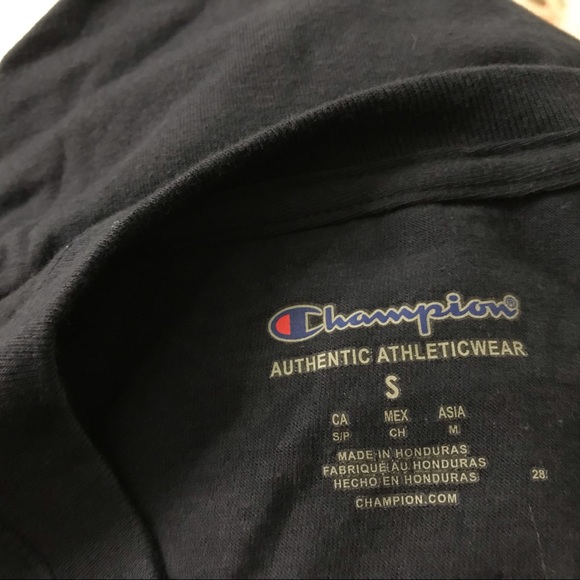 Champion®
AUTHENTIC ATHLETICWEAR
S
CA MEX ASIA
S/P CH M
MADE IN HONDURAS
FABRIQUÉ AU HONDURAS
HECHO EN HONDURAS
28
CHAMPION.COM